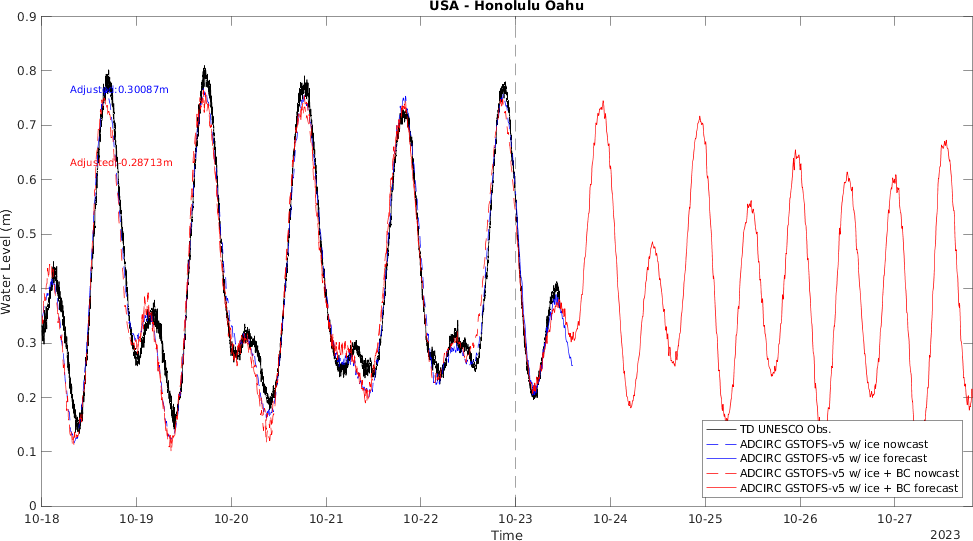 USA - Honolulu Oahu
0.9
0.8
0.7
0.6
0.5
0.4
0.3
0.2
0.1
0
Water Level (m)
Adjusted:0.30087m
Adjusted:-0.28713m
TD UNESCO Obs.
ADCIRC GSTOFS-v5 w/ ice nowcast
ADCIRC GSTOFS-v5 w/ ice forecast
ADCIRC GSTOFS-v5 w/ ice + BC nowcast
ADCIRC GSTOFS-v5 w/ ice + BC forecast
10-18 10-19 10-20 10-21 10-22 10-23 10-24 10-25 10-26 10-27
Time
2023